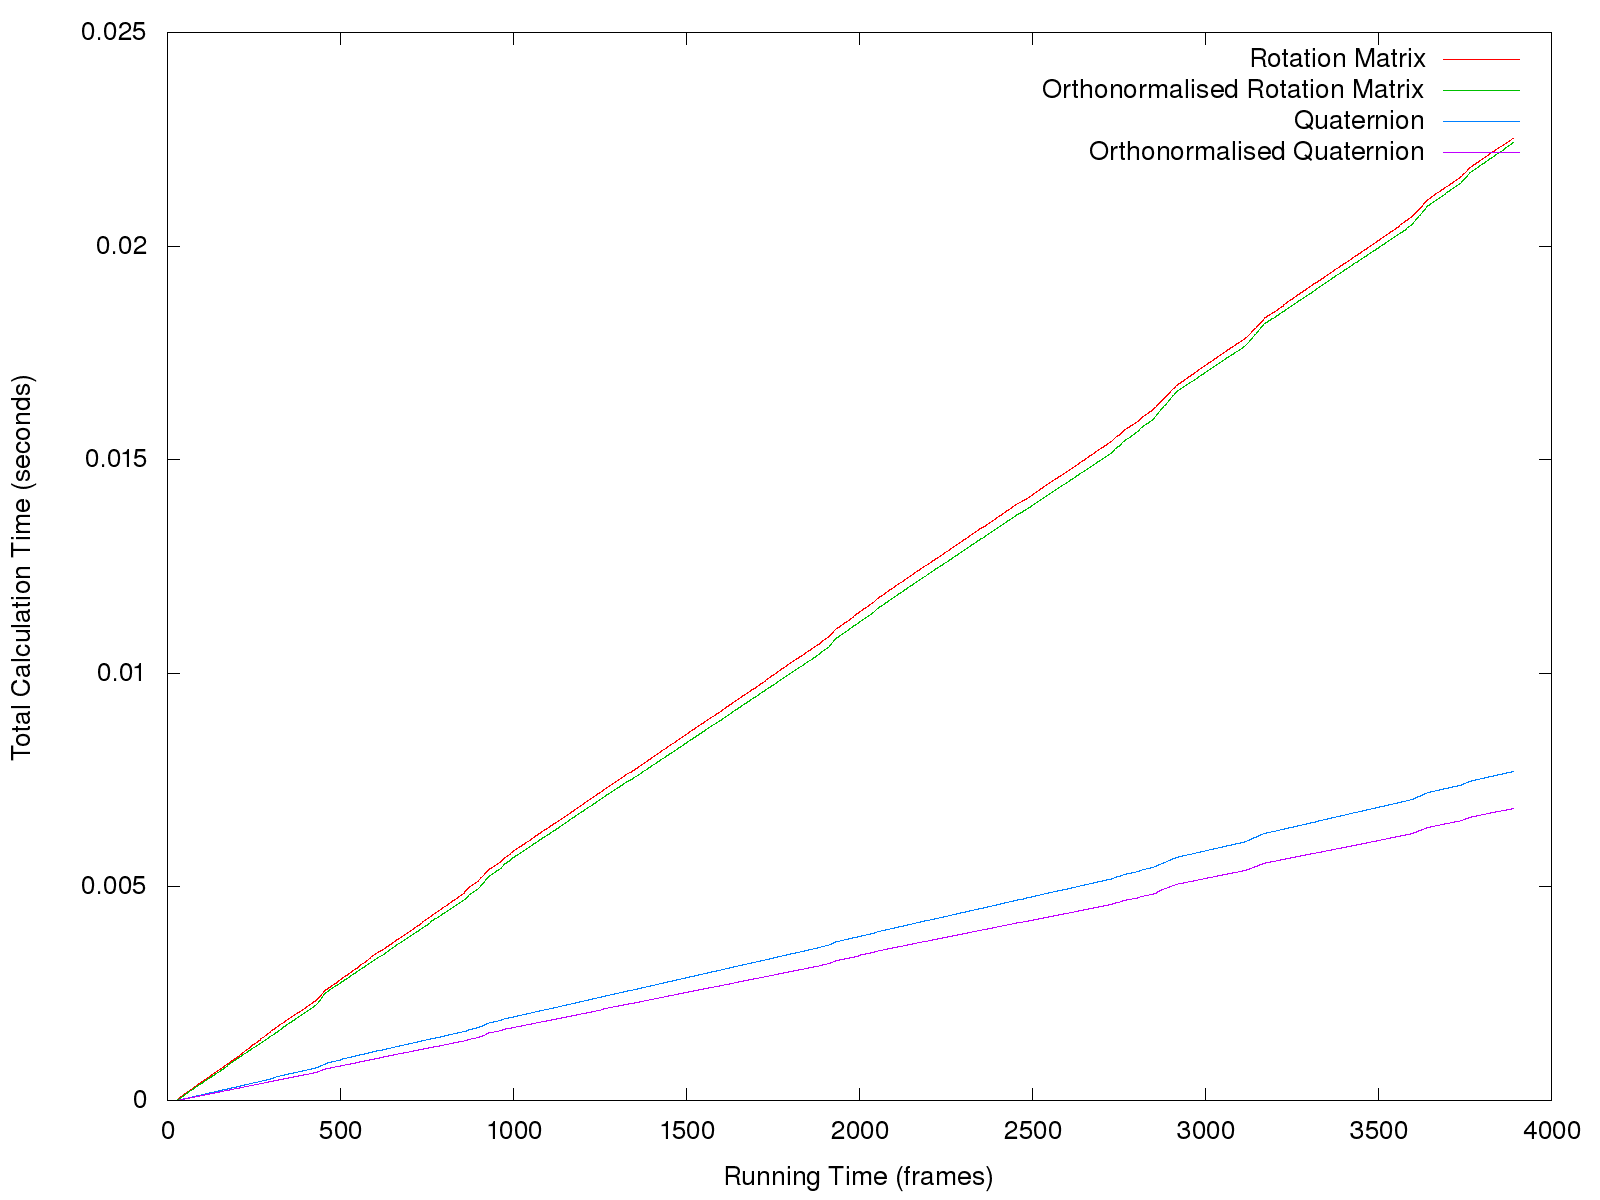 0.025
0.02
0.015
0.01
0.005
0
Total Calculation Time (seconds)
Rotation Matrix
Orthonormalised Rotation Matrix
Quaternion
Orthonormalised Quaternion
0 500 1000 1500 2000 2500 3000 3500 4000
Running Time (frames)